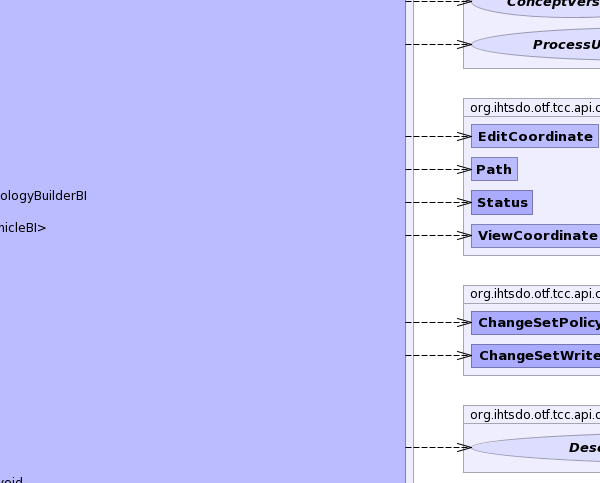 ConceptVers
ProcessU
org.ihtsdo.otf.tcc.api.c
EditCoordinate
Path
ologyBuilderBI
Status
nicleBI>
ViewCoordinate
org.ihtsdo.otf.tcc.api.c
ChangeSetPolicy
ChangeSetWrite
org.ihtsdo.otf.tcc.api.c
Desc
void